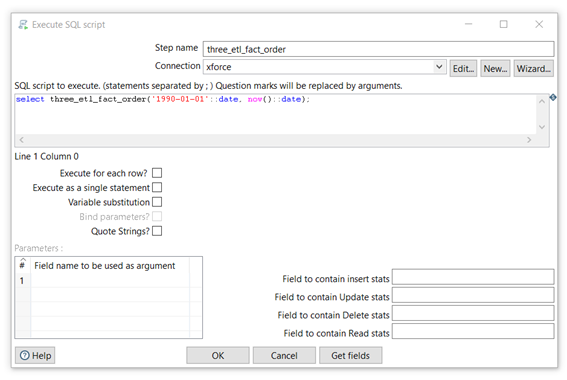 Execute SQL script
Step name three_etl_fact_order
Connection xforce Edit... New... Wizard...
SQL script to execute. (statements separated by ; ) Question marks will be replaced by arguments.
select three_etl_fact_order('1990-01-01'::date, now()::date);
Line 1 Column 0
Execute for each row?
Execute as a single statement
Variable substitution
Bind parameters?
Quote Strings?
Parameters :
# Field name to be used as argument
1
Field to contain insert stats
Field to contain Update stats
Field to contain Delete stats
Field to contain Read stats
Help OK Cancel Get fields